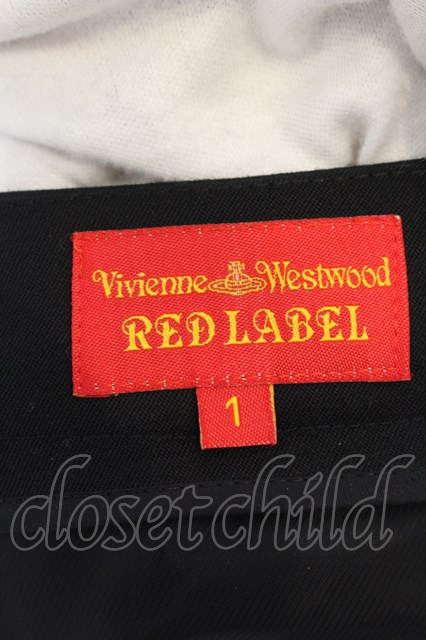 Vivienne Westwood
RED LABEL
1
closet child